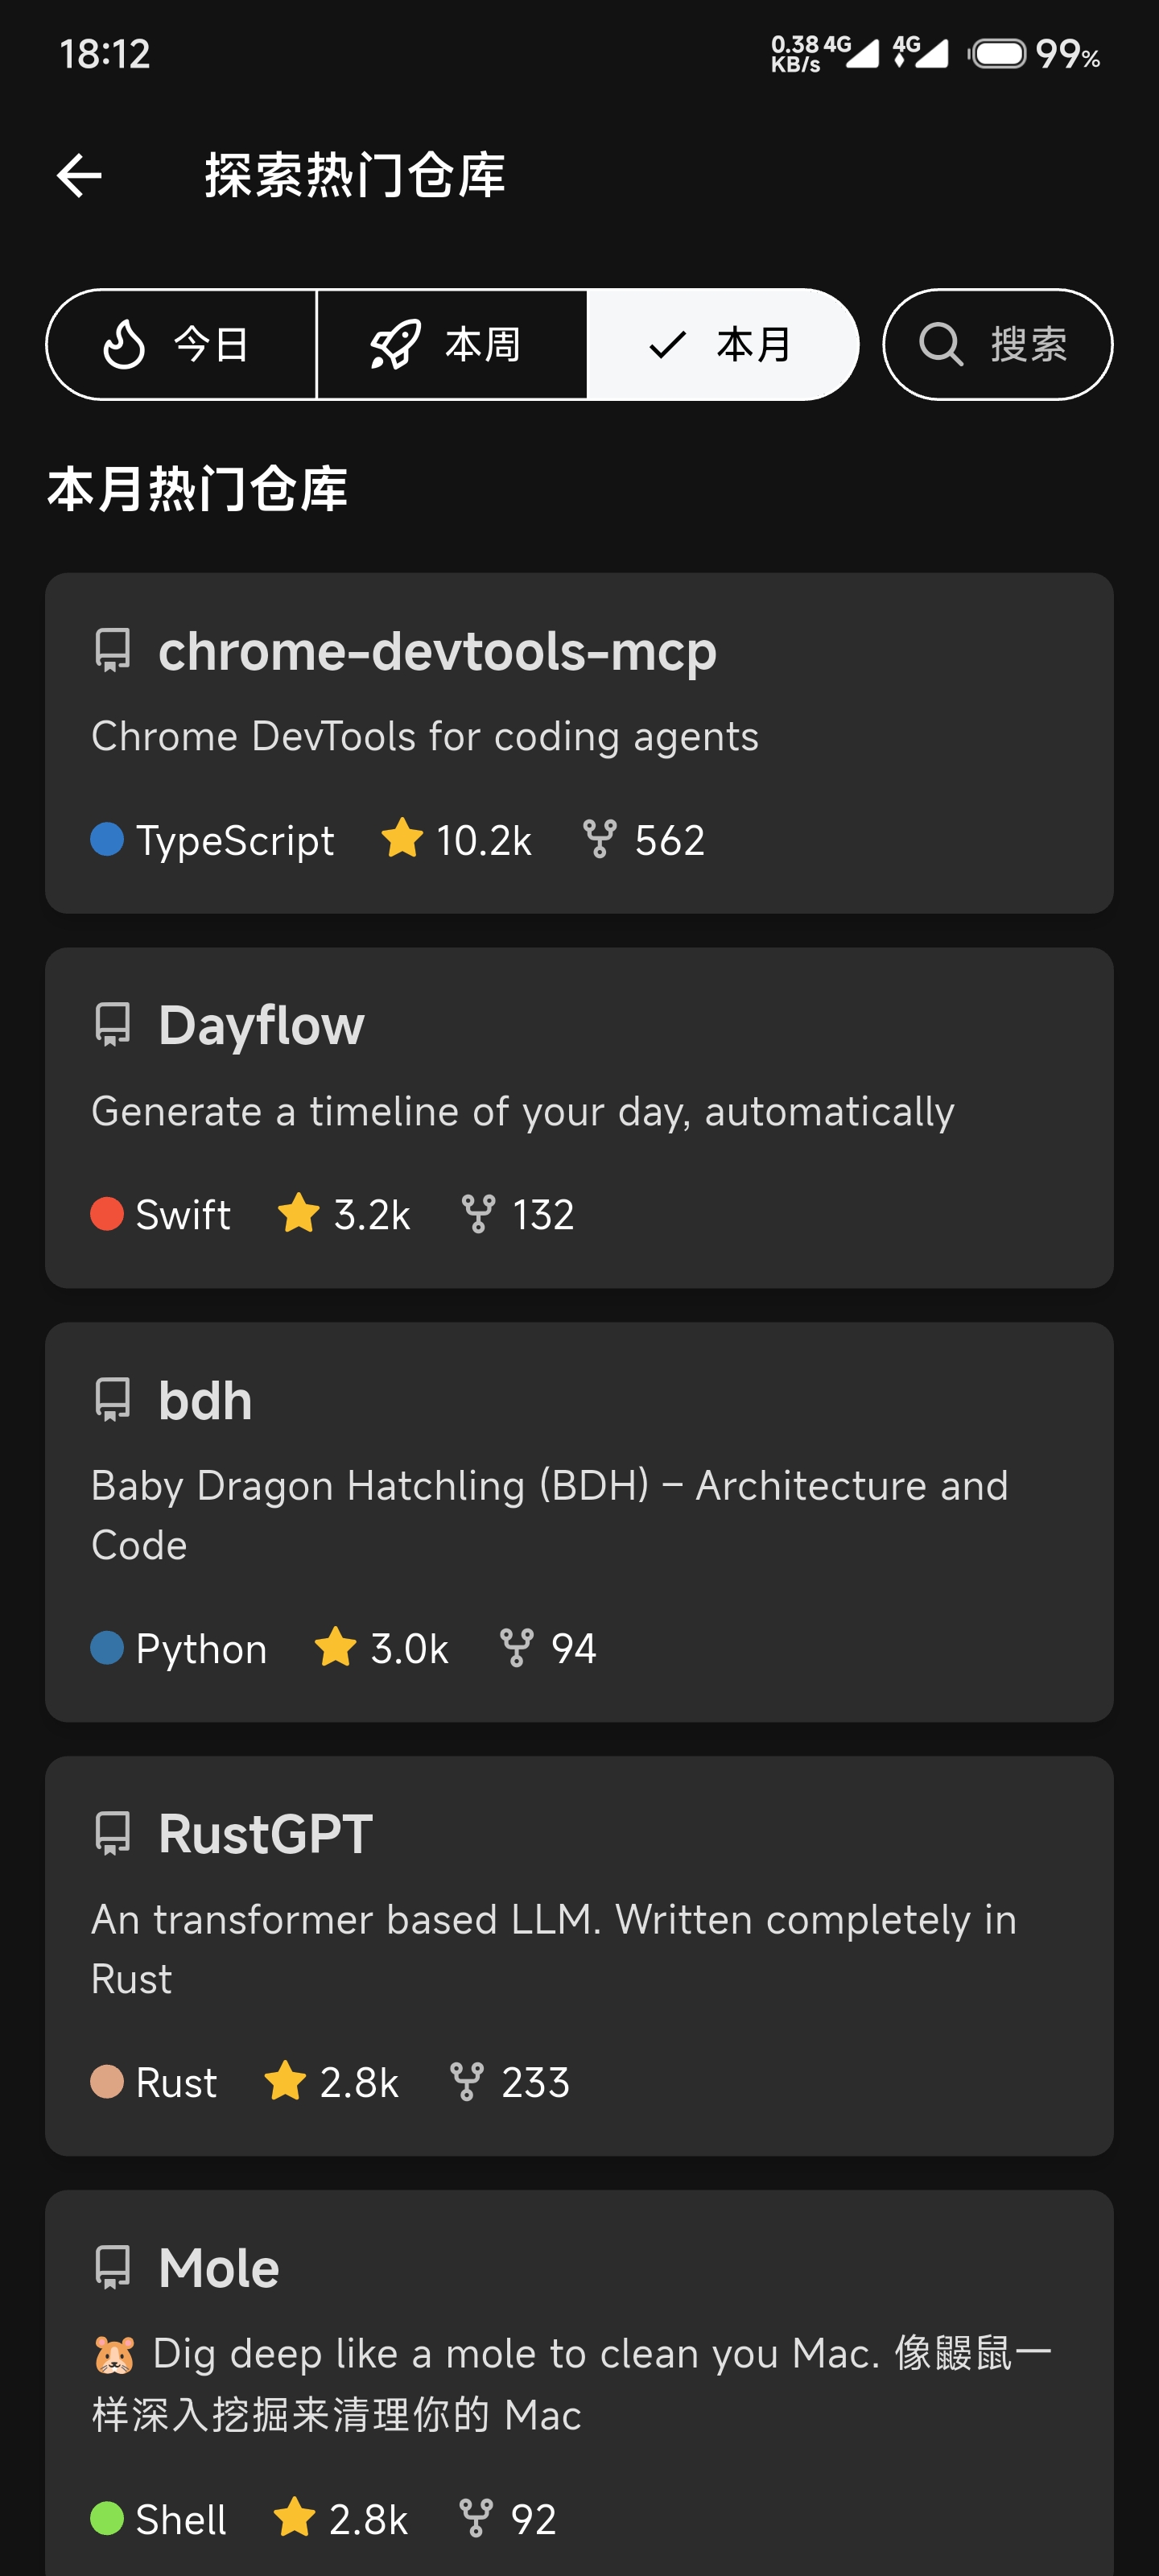 18:12
0.38 KB/s 4G 4G 99%
探索热门仓库
今日 本周 本月 搜索
本月热门仓库
chrome-devtools-mcp
Chrome DevTools for coding agents
TypeScript 10.2k 562
Dayflow
Generate a timeline of your day, automatically
Swift 3.2k 132
bdh
Baby Dragon Hatchling (BDH) – Architecture and
Code
Python 3.0k 94
RustGPT
An transformer based LLM. Written completely in
Rust
Rust 2.8k 233
Mole
🐹 Dig deep like a mole to clean you Mac. 像鼹鼠一
样深入挖掘来清理你的 Mac
Shell 2.8k 92